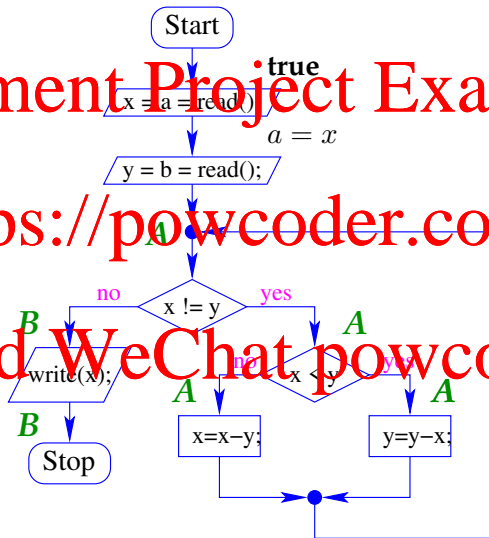 Start
true
ment Project Exa
x = a = read();
a = x
y = b = read();
ps://powcoder.co
A
no
yes
x != y
B
A
d WeChat powco
no
yes
write(x);
x < y
A
A
B
x=x−y;
y=y−x;
Stop